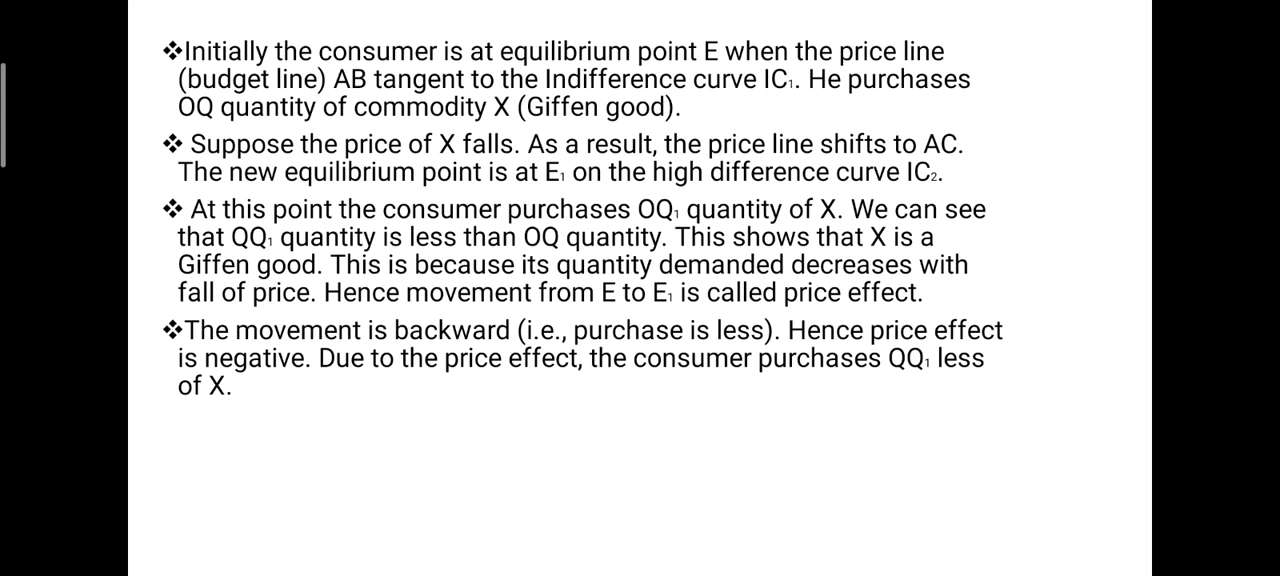 ❖Initially the consumer is at equilibrium point E when the price line
(budget line) AB tangent to the Indifference curve IC₁. He purchases
OQ quantity of commodity X (Giffen good).
❖ Suppose the price of X falls. As a result, the price line shifts to AC.
The new equilibrium point is at E₁ on the high difference curve IC₂.
❖ At this point the consumer purchases OQ₁ quantity of X. We can see
that QQ₁ quantity is less than OQ quantity. This shows that X is a
Giffen good. This is because its quantity demanded decreases with
fall of price. Hence movement from E to E₁ is called price effect.
❖The movement is backward (i.e., purchase is less). Hence price effect
is negative. Due to the price effect, the consumer purchases QQ₁ less
of X.